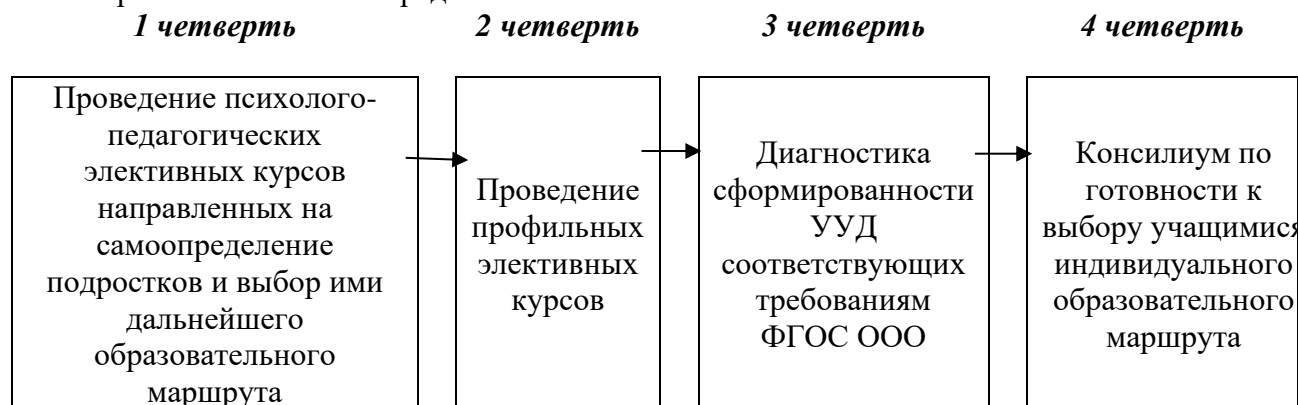 1 четверть
2 четверть
3 четверть
4 четверть
Проведение психолого-
педагогических
элективных курсов
направленных на
самоопределение
подростков и выбор ими
дальнейшего
образовательного
маршрута
Проведение
профильных
элективных
курсов
Диагностика
сформированности
УУД
соответствующих
требованиям
ФГОС ООО
Консилиум по
готовности к
выбору учащимися
индивидуального
образовательного
маршрута